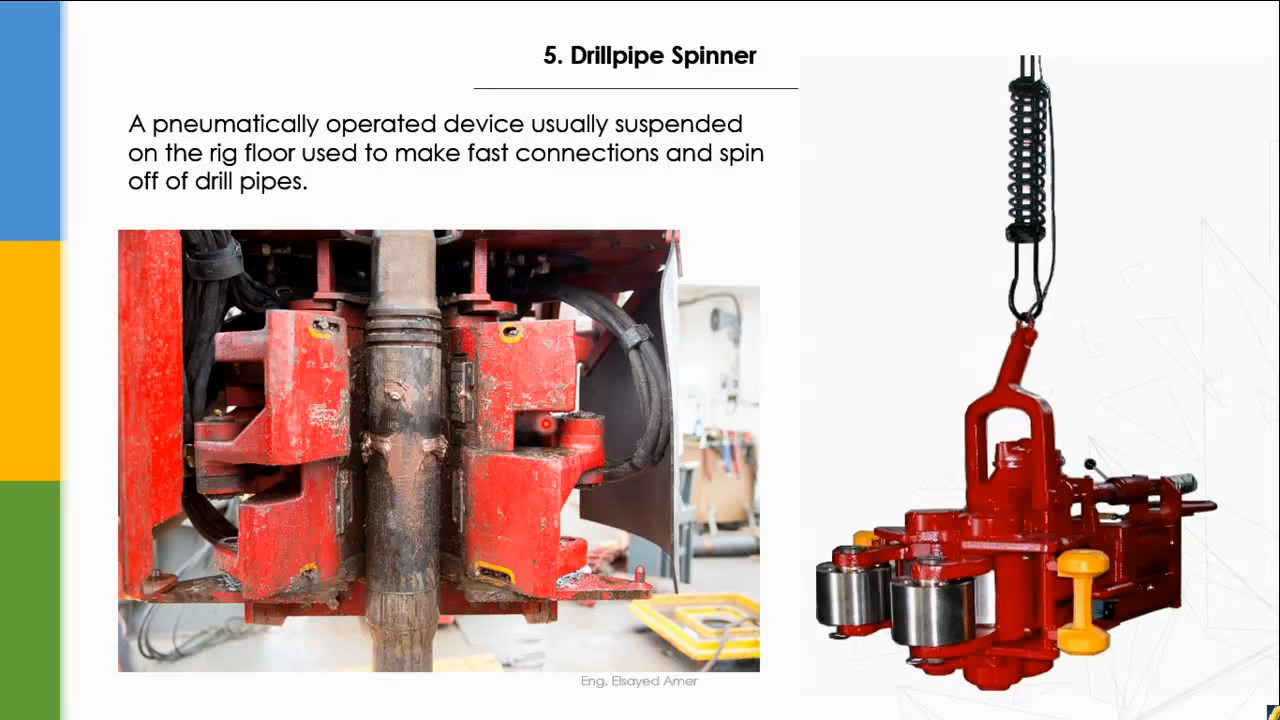 5. Drillpipe Spinner
A pneumatically operated device usually suspended
on the rig floor used to make fast connections and spin
off of drill pipes.
Eng. Elsayed Amer